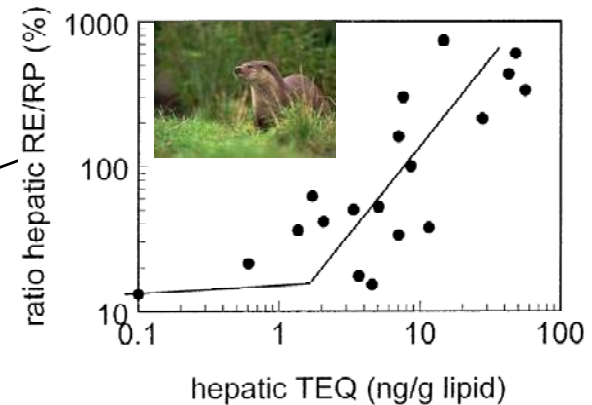 ratio hepatic RE/RP (%)
1000
100
10
0.1 1 10 100
hepatic TEQ (ng/g lipid)